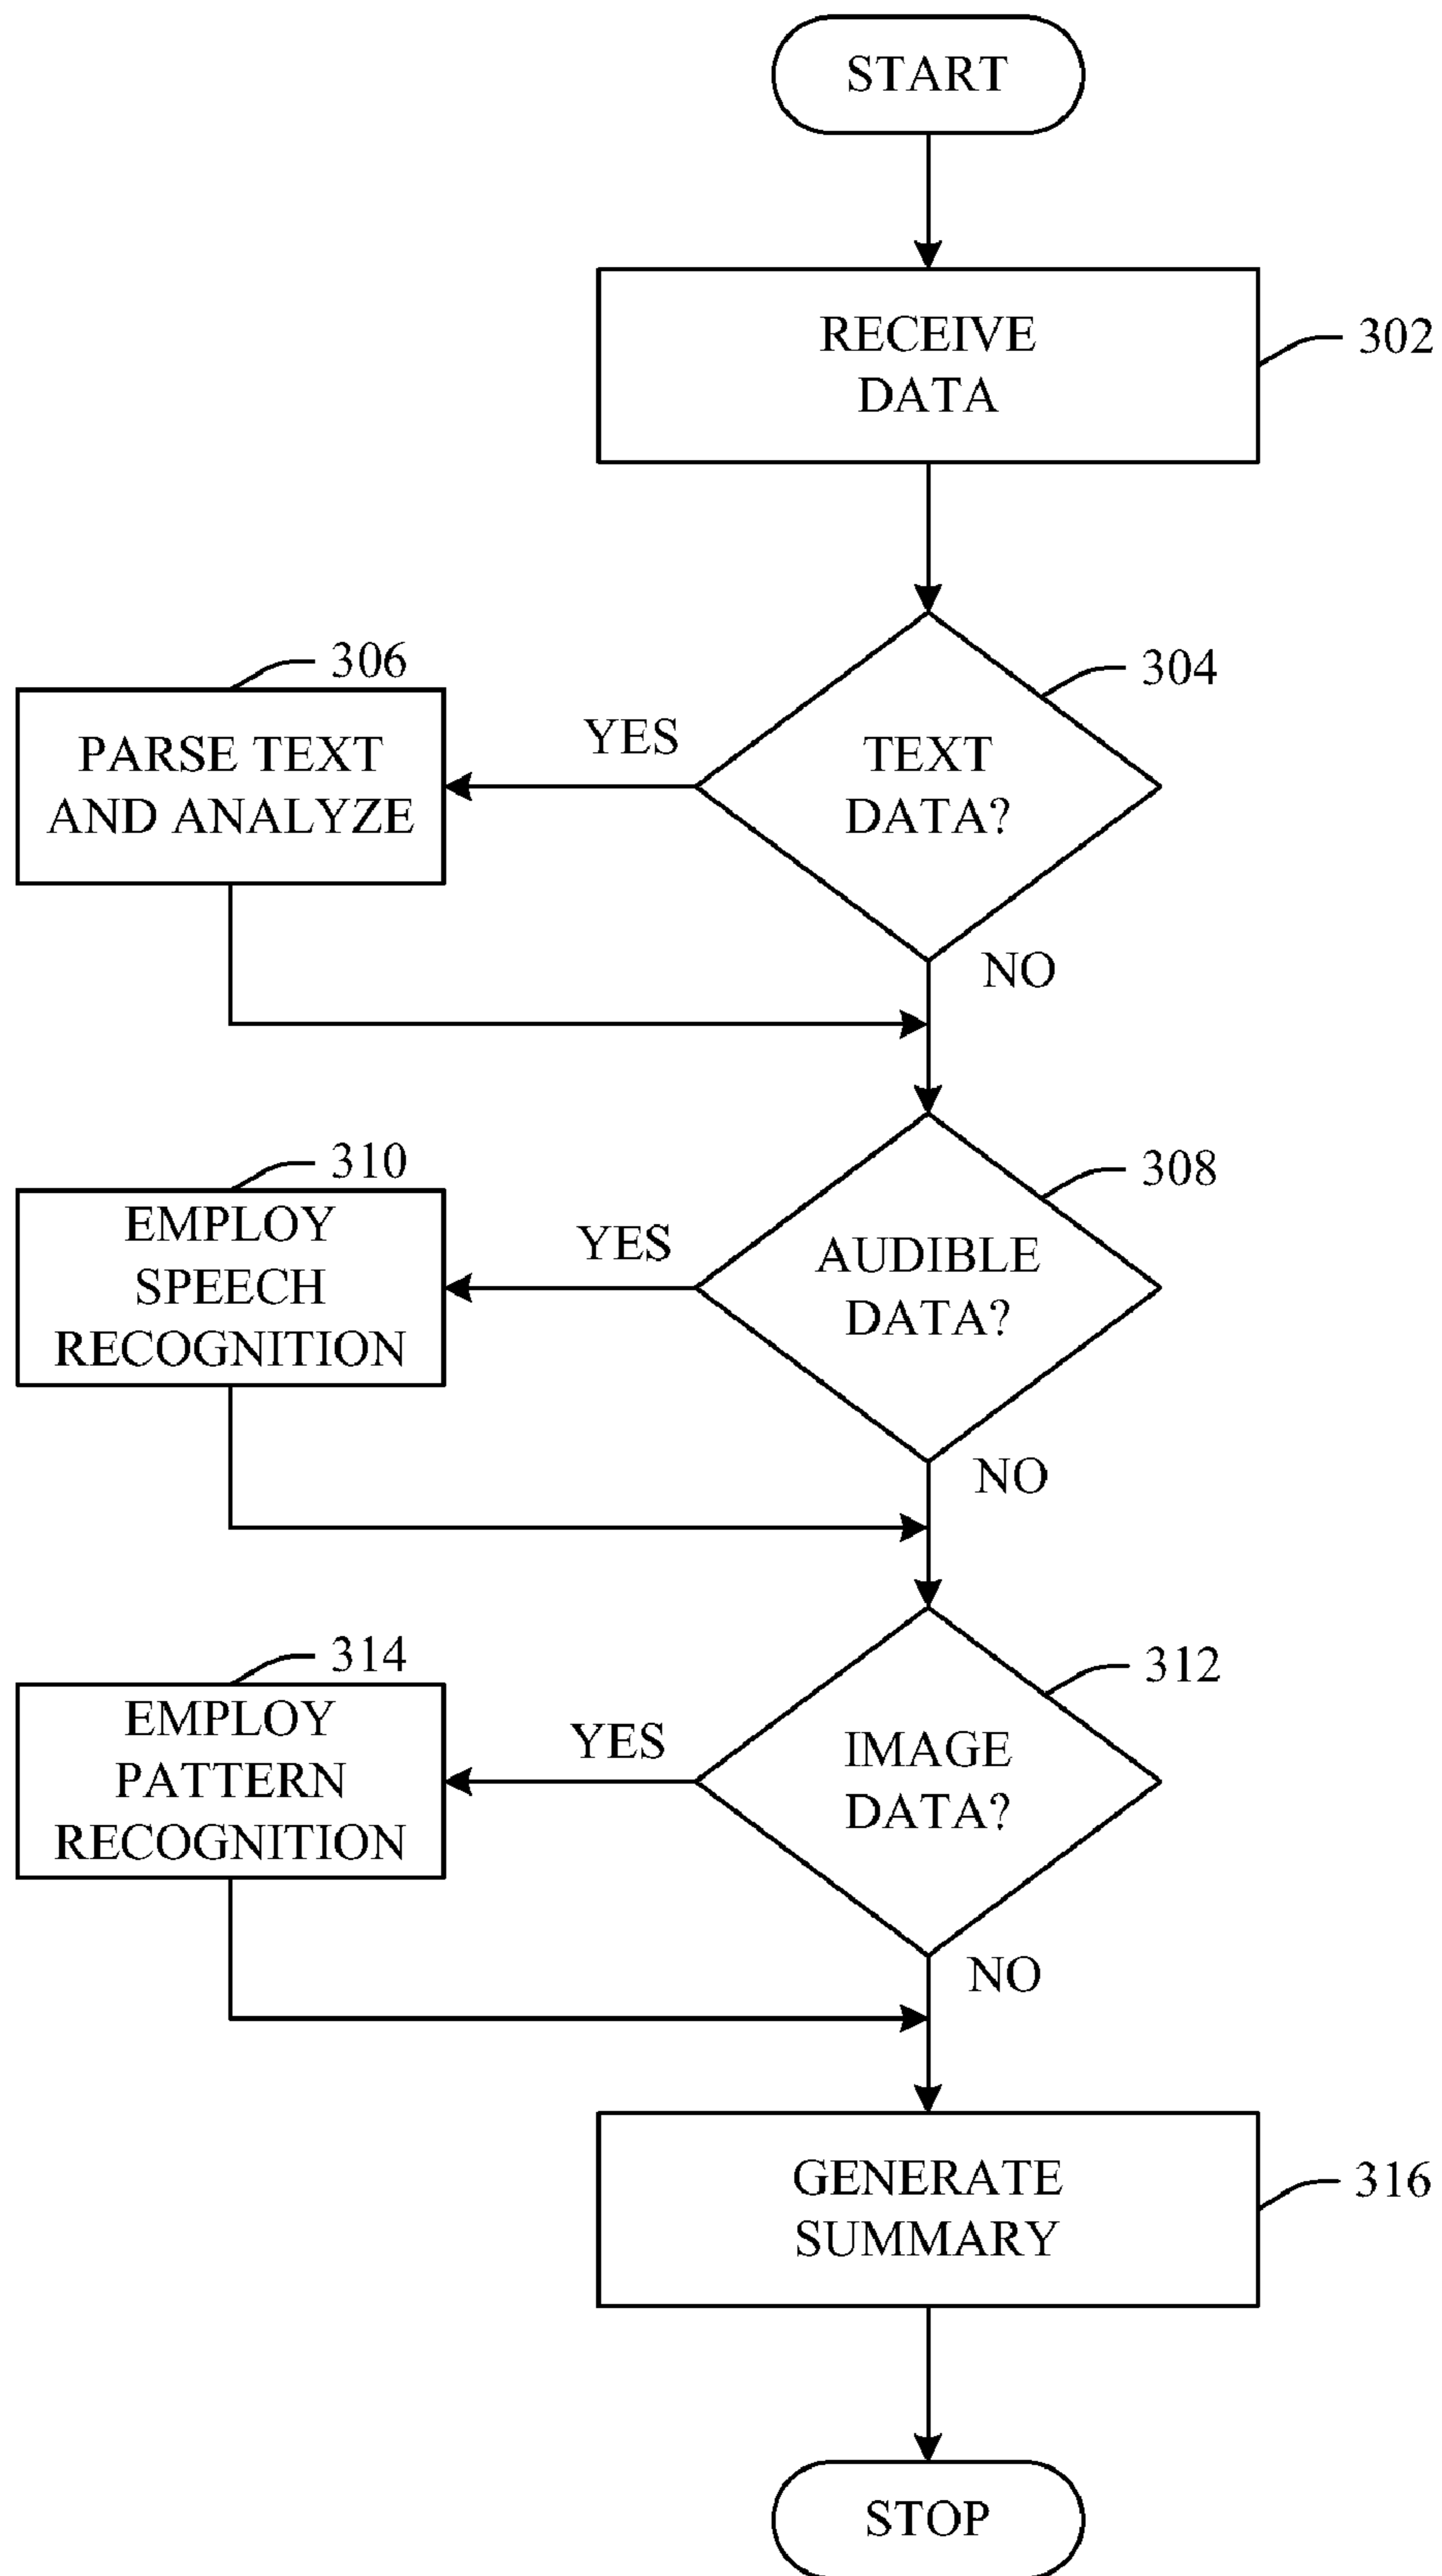 START
RECEIVE
DATA
302
306
304
PARSE TEXT
AND ANALYZE
YES
TEXT
DATA?
NO
310
308
EMPLOY
SPEECH
RECOGNITION
YES
AUDIBLE
DATA?
NO
314
312
EMPLOY
PATTERN
RECOGNITION
YES
IMAGE
DATA?
NO
GENERATE
SUMMARY
316
STOP